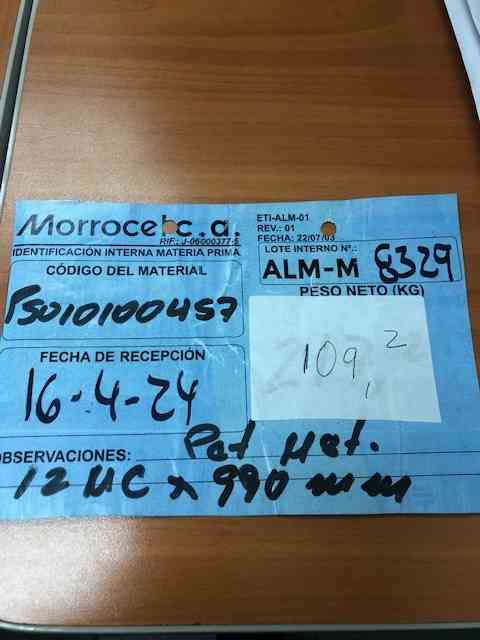 Morrocel c.a.
RIF.: J-06000377-5
ETI-ALM-01
REV.: 01
FECHA: 22/07/03
IDENTIFICACIÓN INTERNA MATERIA PRIMA
LOTE INTERNO Nº.:
ALM-M 8329
CÓDIGO DEL MATERIAL
PS010100457
PESO NETO (KG)
109,2
FECHA DE RECEPCIÓN
16-4-24
OBSERVACIONES: Pet Met.
12 MC x 990 mm